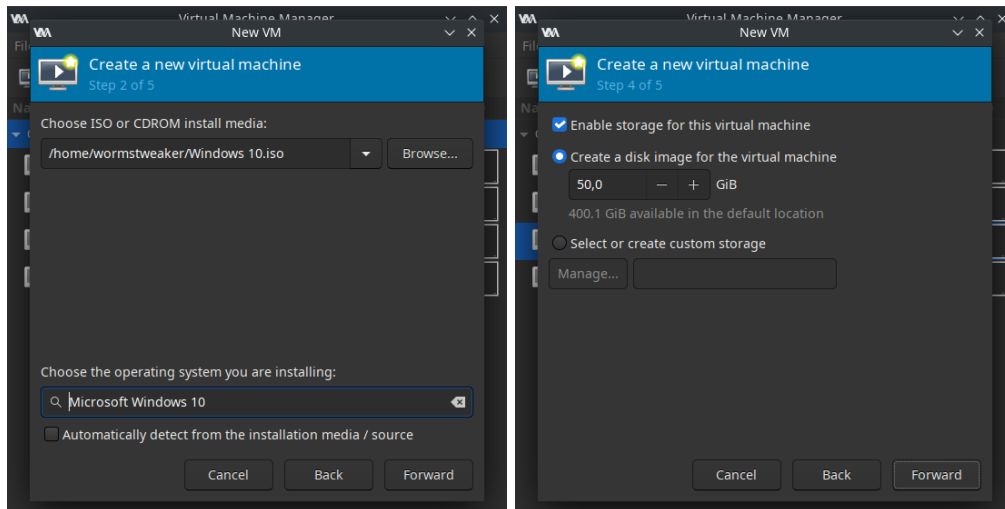 Virtual Machine Manager
New VM
File
Create a new virtual machine
Step 2 of 5
Na
Choose ISO or CDROM install media:
/home/wormstweaker/Windows 10.iso
Browse...
Choose the operating system you are installing:
Microsoft Windows 10
Automatically detect from the installation media / source
Cancel Back Forward
Virtual Machine Manager
New VM
File
Create a new virtual machine
Step 4 of 5
Na
Enable storage for this virtual machine
Create a disk image for the virtual machine
50,0 − + GiB
400.1 GiB available in the default location
Select or create custom storage
Manage...
Cancel Back Forward